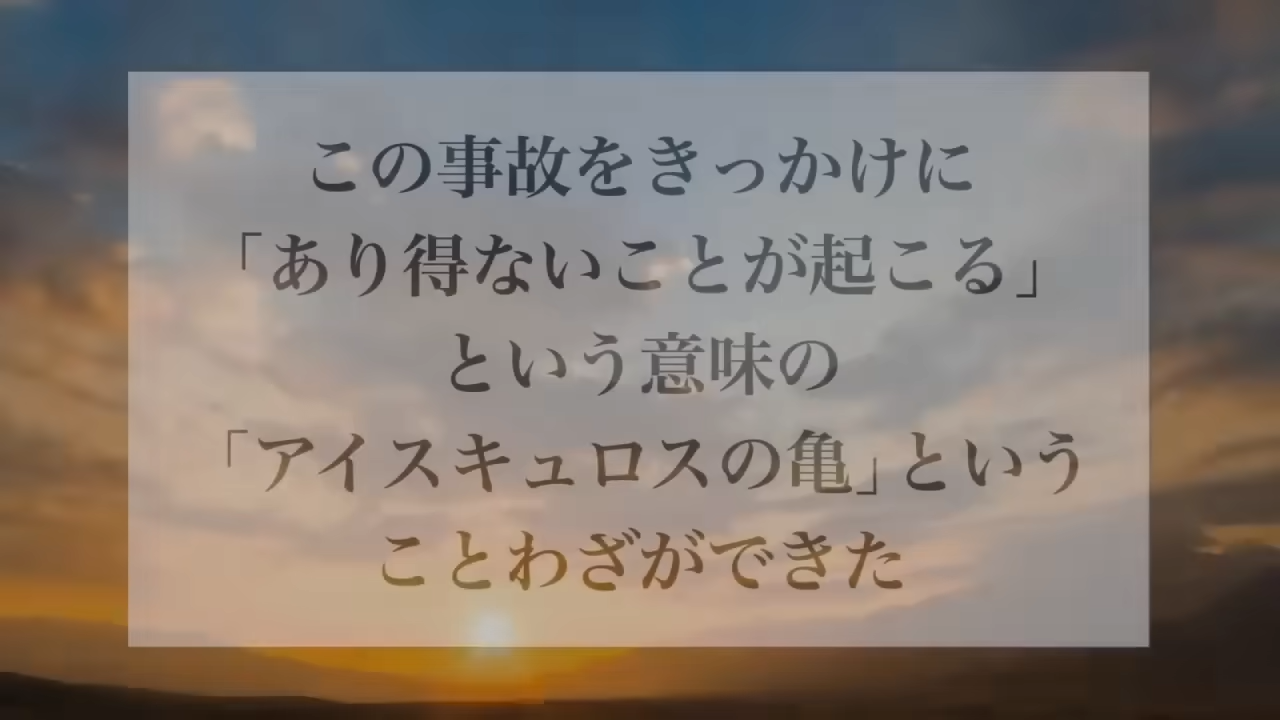 この事故をきっかけに
「あり得ないことが起こる」
という意味の
「アイスキュロスの亀」という
ことわざができた